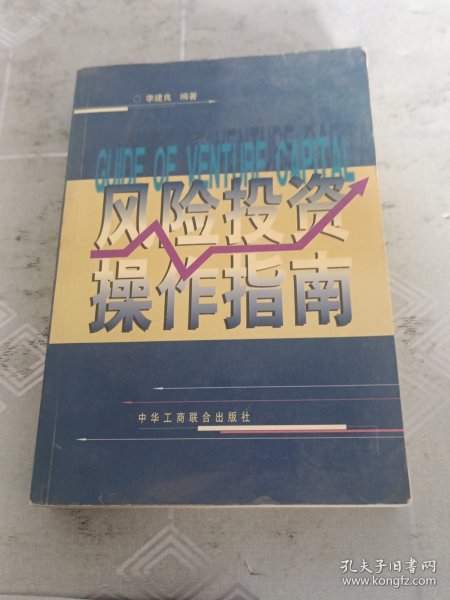 李建良 编著
GUIDE OF VENTURE CAPITAL
风险投资
操作指南
中华工商联合出版社
孔夫子旧书网
www.kongfz.com